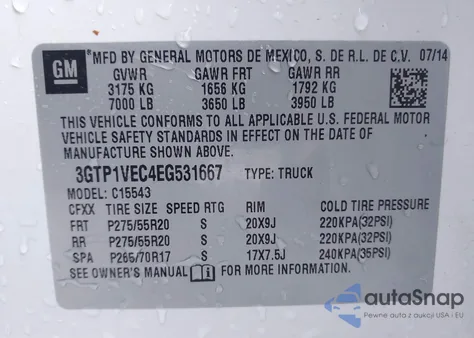 GM
MFD BY GENERAL MOTORS DE MEXICO, S. DE R.L. DE C.V. 07/14
GVWR GAWR FRT GAWR RR
3175 KG 1656 KG 1792 KG
7000 LB 3650 LB 3950 LB
THIS VEHICLE CONFORMS TO ALL APPLICABLE U.S. FEDERAL MOTOR
VEHICLE SAFETY STANDARDS IN EFFECT ON THE DATE OF
MANUFACTURE SHOWN ABOVE.
3GTP1VEC4EG531667 TYPE: TRUCK
MODEL: C15543
CFXX TIRE SIZE SPEED RTG RIM COLD TIRE PRESSURE
FRT P275/55R20 S 20X9J 220KPA(32PSI)
RR P275/55R20 S 20X9J 220KPA(32PSI)
SPA P265/70R17 S 17X7.5J 240KPA(35PSI)
SEE OWNER'S MANUAL FOR MORE INFORMATION.
autoSnap
Pewne auta z aukcji USA i EU